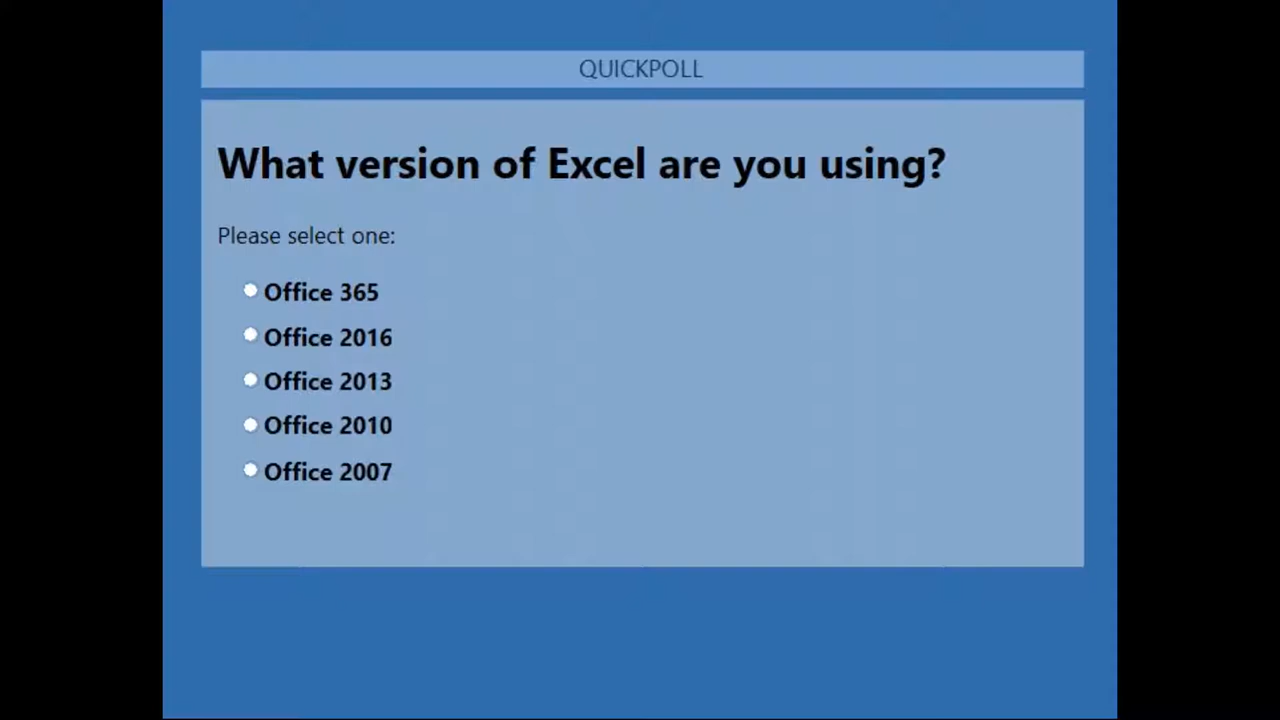 QUICKPOLL
What version of Excel are you using?
Please select one:
Office 365
Office 2016
Office 2013
Office 2010
Office 2007